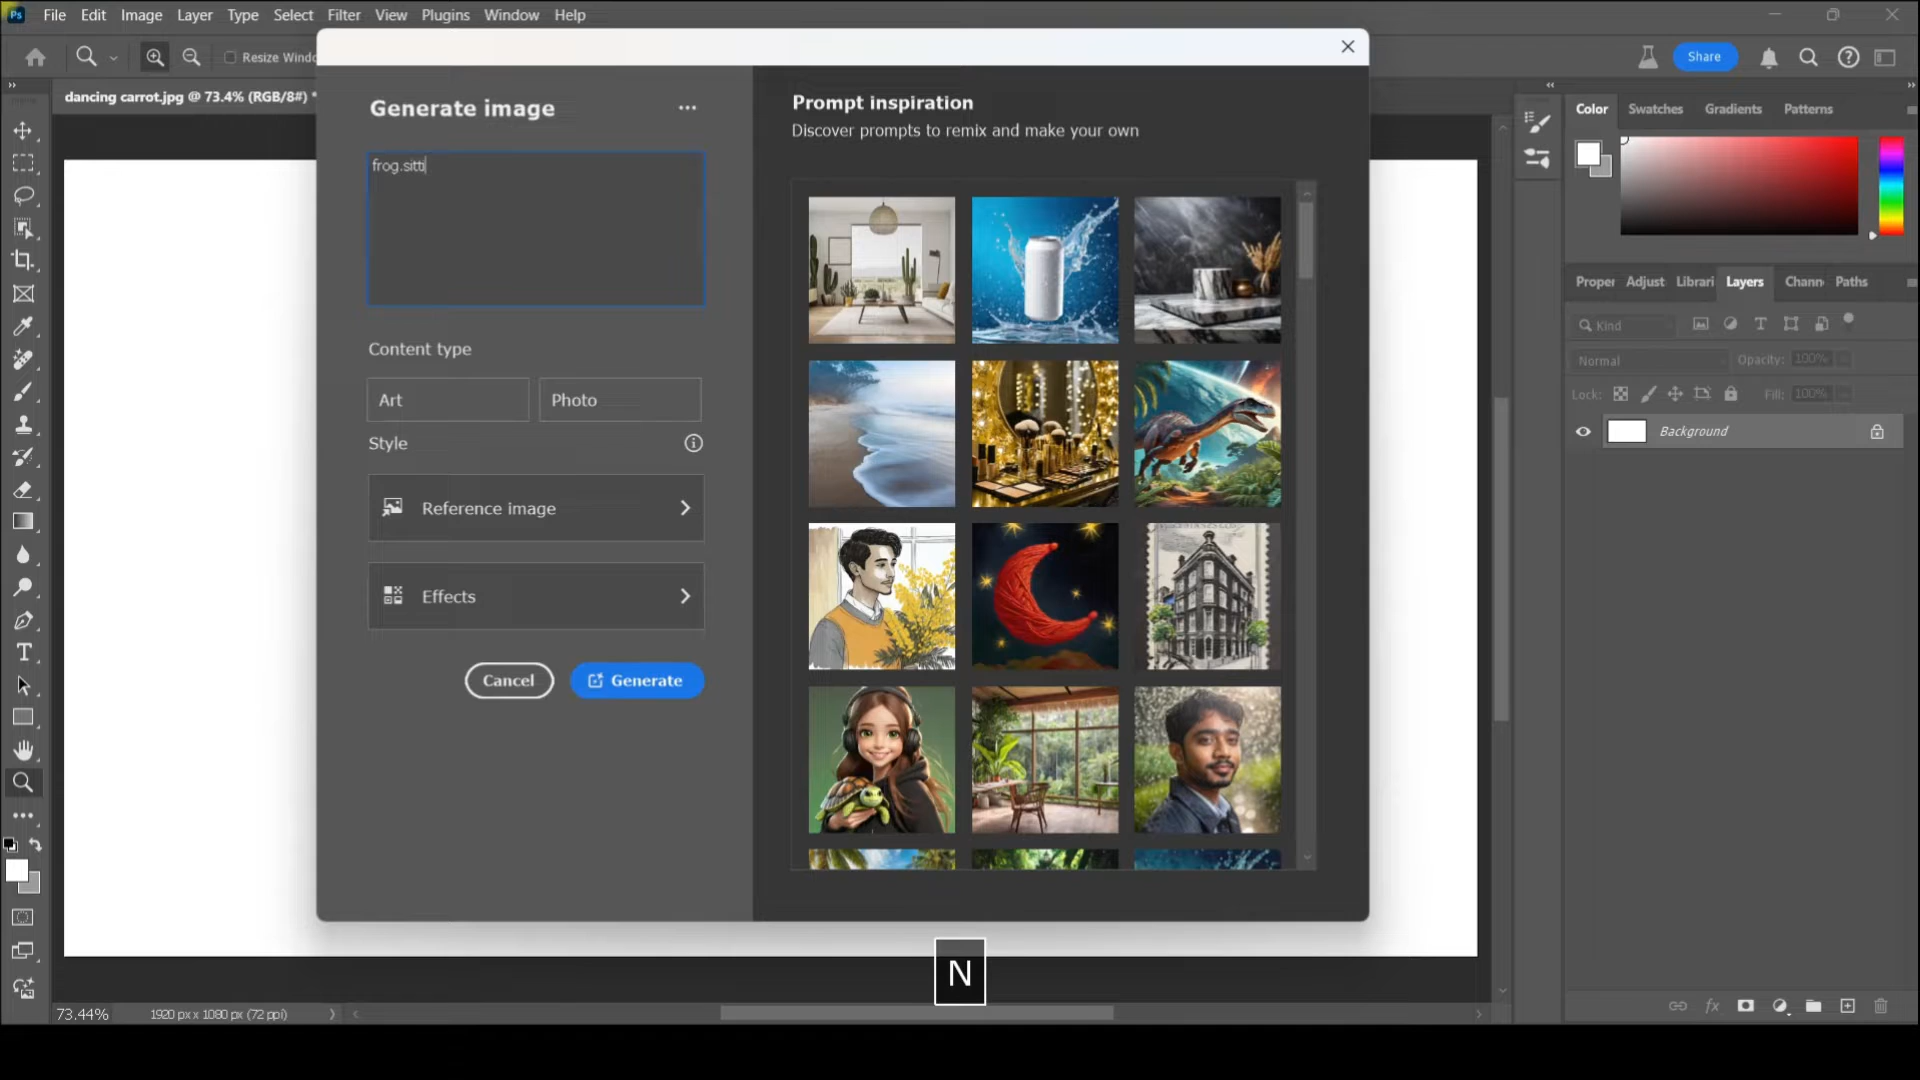 Ps File Edit Image Layer Type Select Filter View Plugins Window Help
Resize Windo
Share
dancing carrot.jpg @ 73.4% (RGB/8#) *
Generate image
frog.sitti
Content type
Art Photo
Style
Reference image
Effects
Cancel Generate
Prompt inspiration
Discover prompts to remix and make your own
Color Swatches Gradients Patterns
Proper Adjust Librari Layers Chann Paths
Kind
Normal Opacity: 100%
Lock: Fill: 100%
Background
fx
N
73.44% 1920 px x 1080 px (72 ppi)